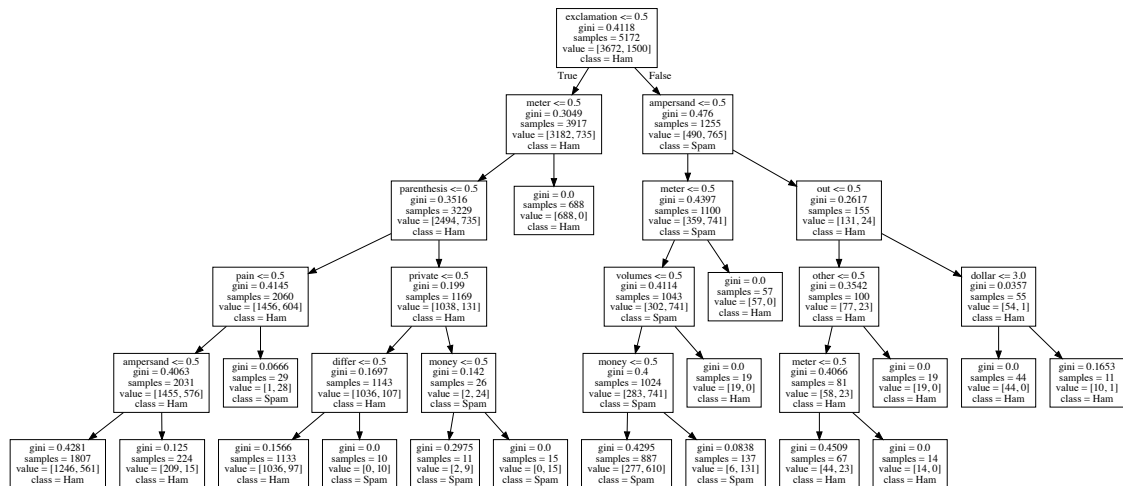 exclamation <= 0.5
gini = 0.4118
samples = 5172
value = [3672, 1500]
class = Ham
True
False
meter <= 0.5
gini = 0.3049
samples = 3917
value = [3182, 735]
class = Ham
ampersand <= 0.5
gini = 0.476
samples = 1255
value = [490, 765]
class = Spam
parenthesis <= 0.5
gini = 0.3516
samples = 3229
value = [2494, 735]
class = Ham
gini = 0.0
samples = 688
value = [688, 0]
class = Ham
meter <= 0.5
gini = 0.4397
samples = 1100
value = [359, 741]
class = Spam
out <= 0.5
gini = 0.2617
samples = 155
value = [131, 24]
class = Ham
pain <= 0.5
gini = 0.4145
samples = 2060
value = [1456, 604]
class = Ham
private <= 0.5
gini = 0.199
samples = 1169
value = [1038, 131]
class = Ham
volumes <= 0.5
gini = 0.4114
samples = 1043
value = [302, 741]
class = Spam
gini = 0.0
samples = 57
value = [57, 0]
class = Ham
other <= 0.5
gini = 0.3542
samples = 100
value = [77, 23]
class = Ham
dollar <= 3.0
gini = 0.0357
samples = 55
value = [54, 1]
class = Ham
ampersand <= 0.5
gini = 0.4063
samples = 2031
value = [1455, 576]
class = Ham
gini = 0.0666
samples = 29
value = [1, 28]
class = Spam
differ <= 0.5
gini = 0.1697
samples = 1143
value = [1036, 107]
class = Ham
money <= 0.5
gini = 0.142
samples = 26
value = [2, 24]
class = Spam
money <= 0.5
gini = 0.4
samples = 1024
value = [283, 741]
class = Spam
gini = 0.0
samples = 19
value = [19, 0]
class = Ham
meter <= 0.5
gini = 0.4066
samples = 81
value = [58, 23]
class = Ham
gini = 0.0
samples = 19
value = [19, 0]
class = Ham
gini = 0.0
samples = 44
value = [44, 0]
class = Ham
gini = 0.1653
samples = 11
value = [10, 1]
class = Ham
gini = 0.4281
samples = 1807
value = [1246, 561]
class = Ham
gini = 0.125
samples = 224
value = [209, 15]
class = Ham
gini = 0.1566
samples = 1133
value = [1036, 97]
class = Ham
gini = 0.0
samples = 10
value = [0, 10]
class = Spam
gini = 0.2975
samples = 11
value = [2, 9]
class = Spam
gini = 0.0
samples = 15
value = [0, 15]
class = Spam
gini = 0.4295
samples = 887
value = [277, 610]
class = Spam
gini = 0.0838
samples = 137
value = [6, 131]
class = Spam
gini = 0.4509
samples = 67
value = [44, 23]
class = Ham
gini = 0.0
samples = 14
value = [14, 0]
class = Ham